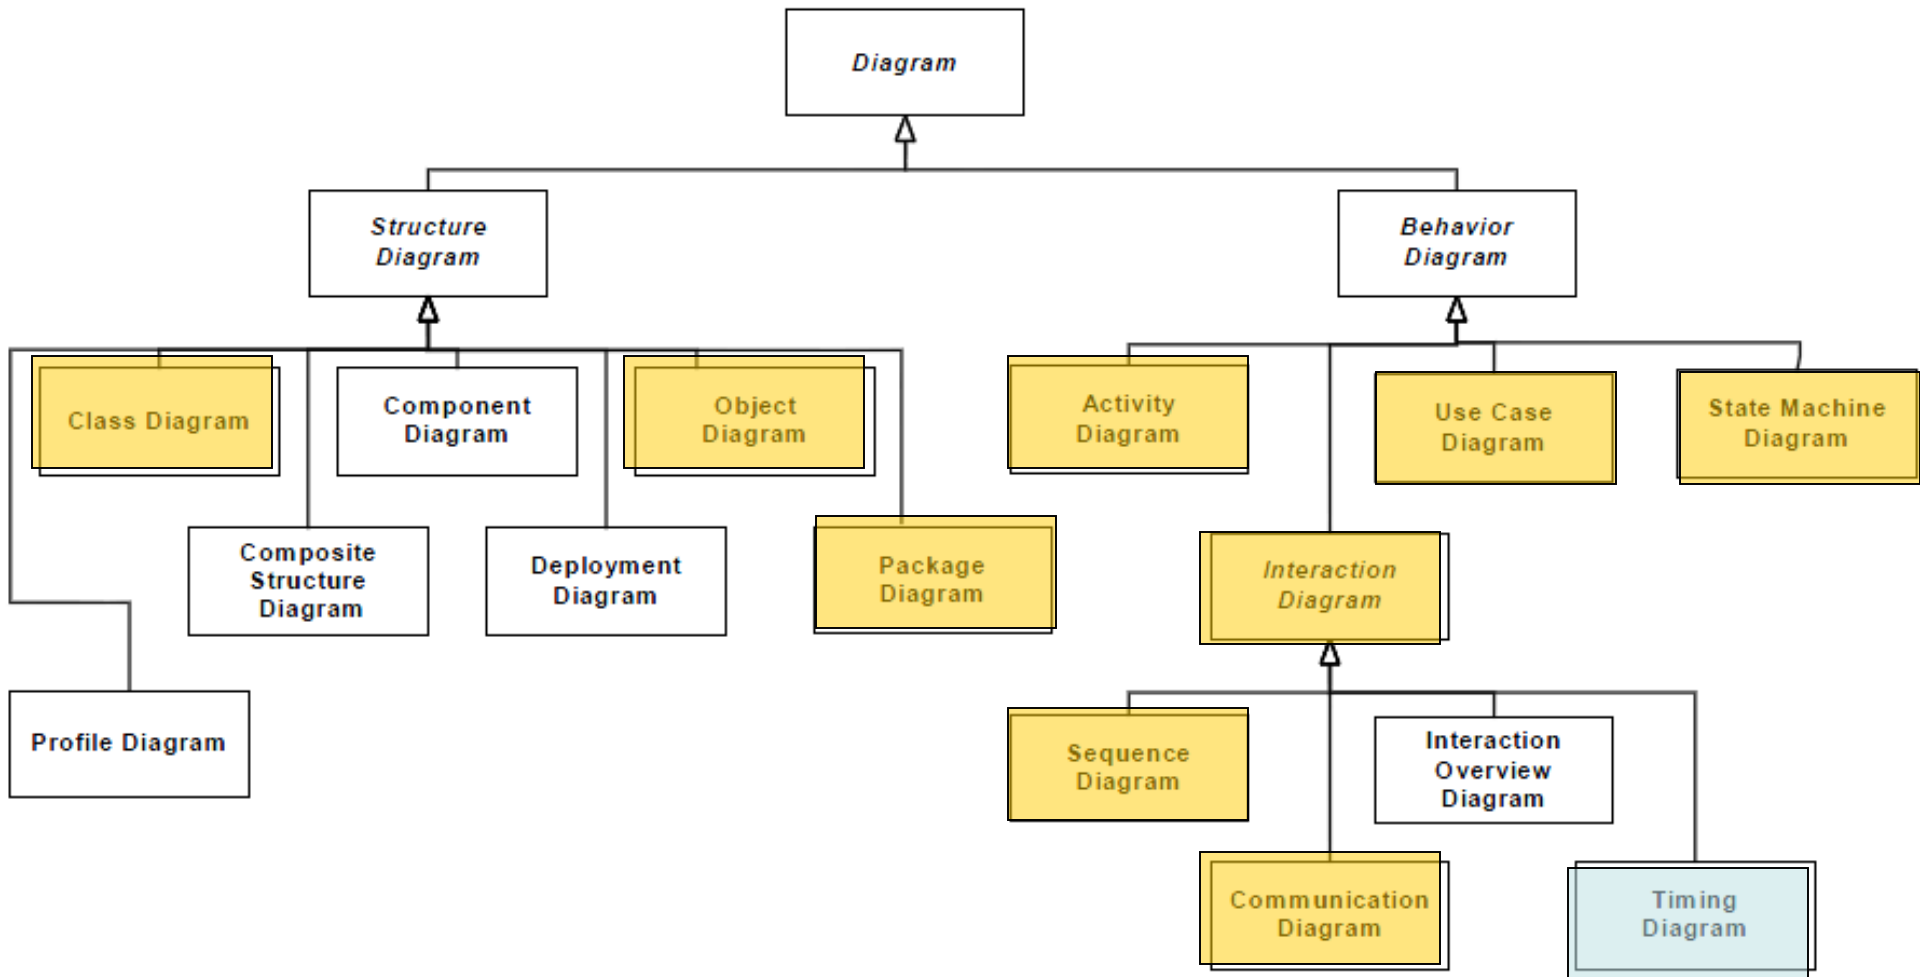 Diagram
Structure
Diagram
Behavior
Diagram
Class Diagram
Component
Diagram
Object
Diagram
Activity
Diagram
Use Case
Diagram
State Machine
Diagram
Composite
Structure
Diagram
Deployment
Diagram
Package
Diagram
Interaction
Diagram
Profile Diagram
Sequence
Diagram
Interaction
Overview
Diagram
Communication
Diagram
Timing
Diagram